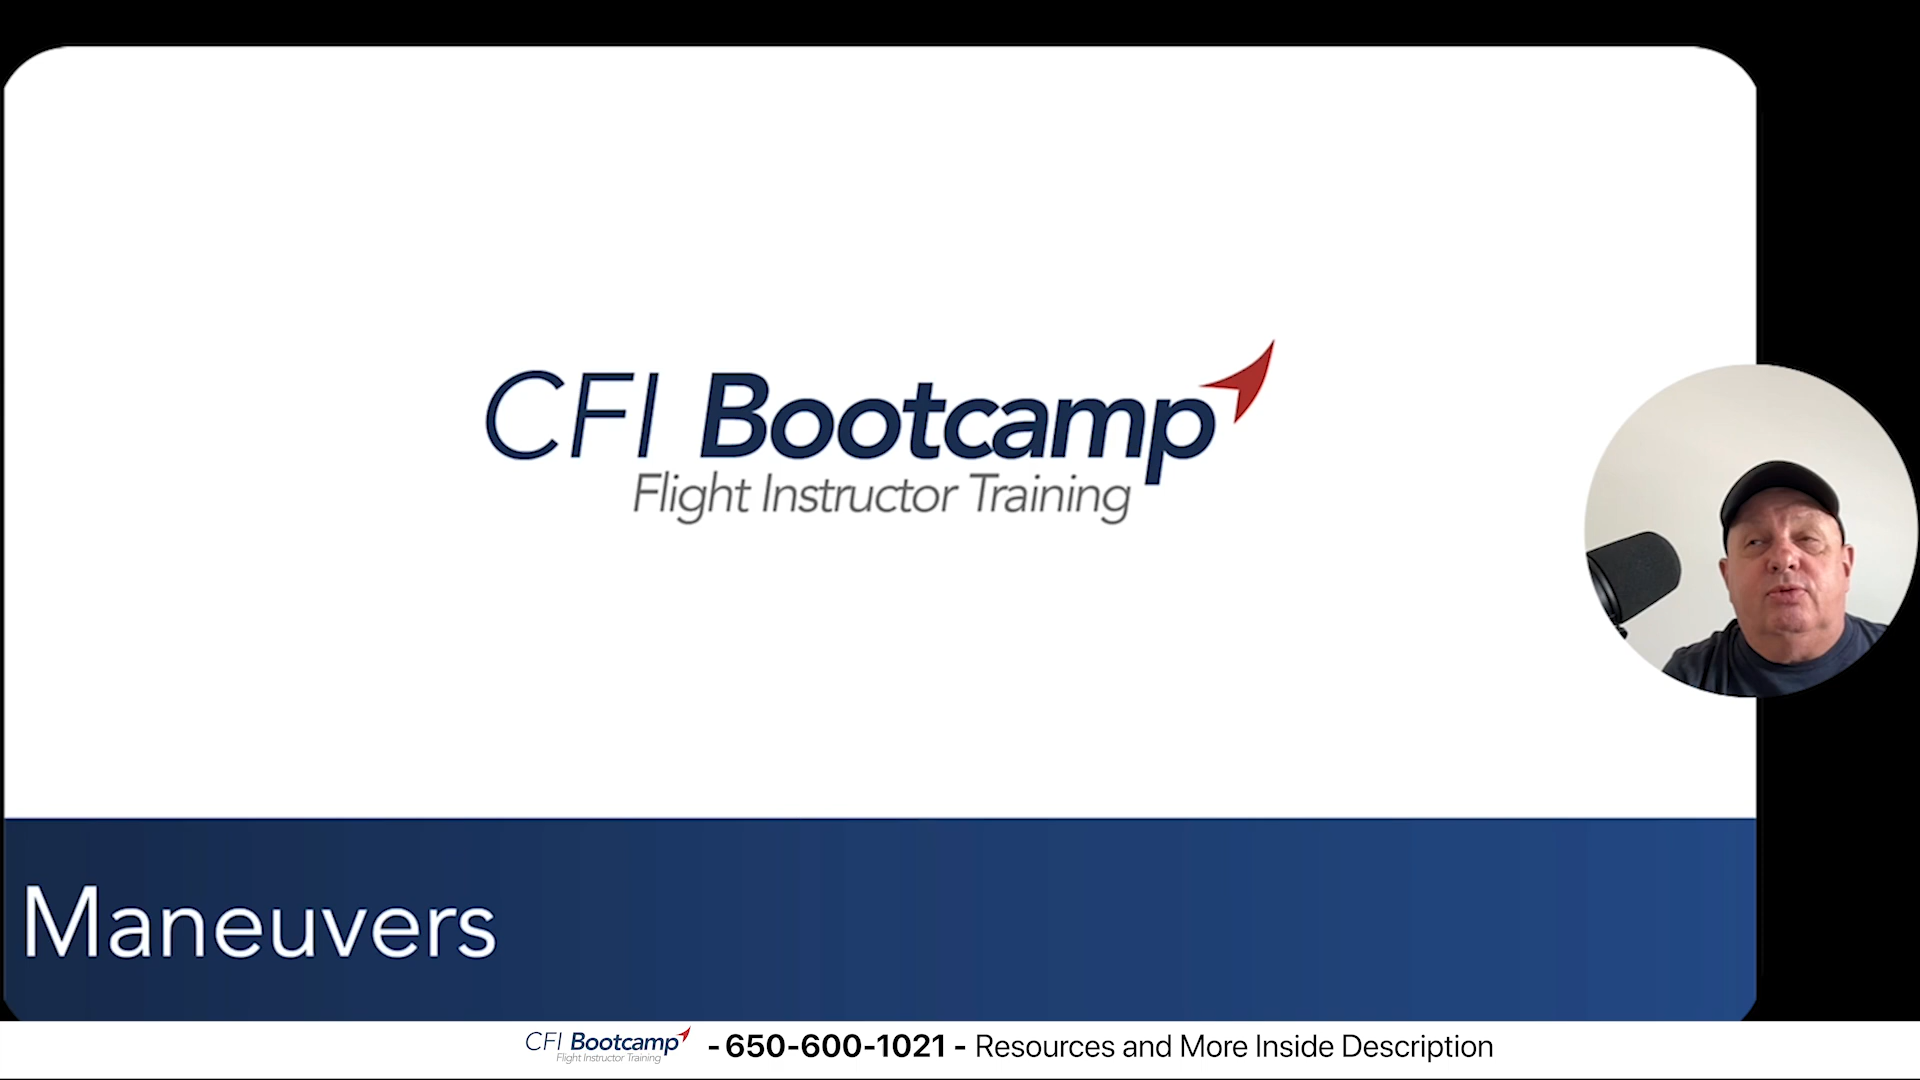 CFI Bootcamp
Flight Instructor Training
Maneuvers
CFI Bootcamp
Flight Instructor Training
- 650-600-1021 - Resources and More Inside Description